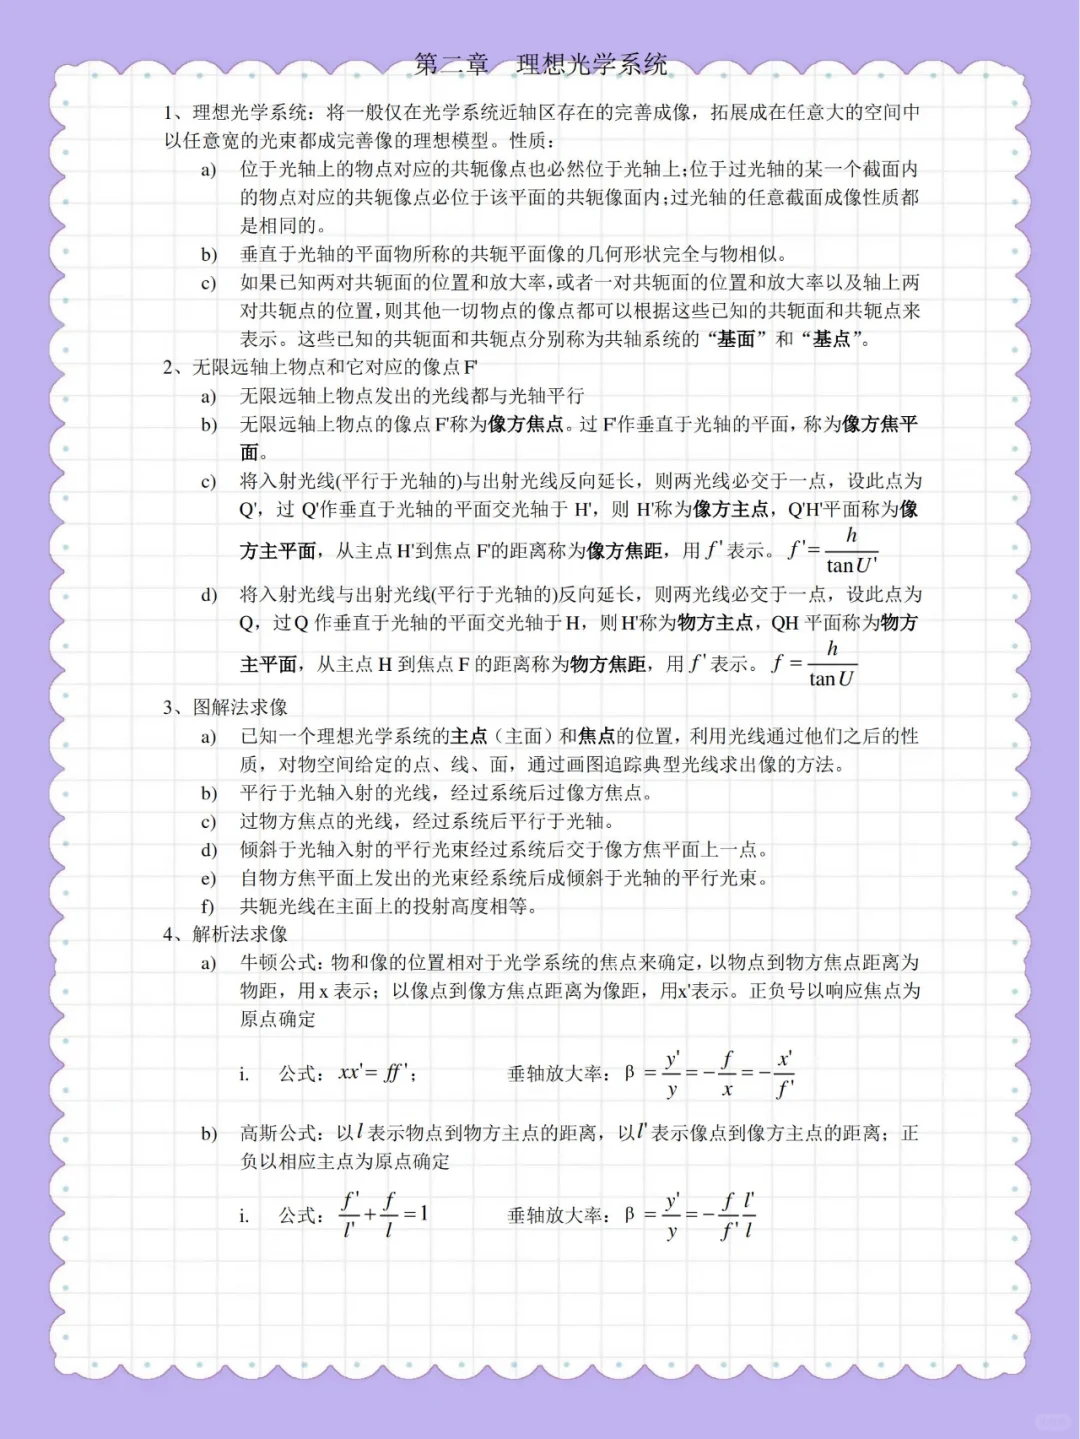 第二章 理想光学系统
1、理想光学系统：将一般仅在光学系统近轴区存在的完善成像，拓展成在任意大的空间中
以任意宽的光束都成完善像的理想模型。性质：
a) 位于光轴上的物点对应的共轭像点也必然位于光轴上;位于过光轴的某一个截面内
的物点对应的共轭像点必位于该平面的共轭像面内;过光轴的任意截面成像性质都
是相同的。
b) 垂直于光轴的平面物所称的共轭平面像的几何形状完全与物相似。
c) 如果已知两对共轭面的位置和放大率,或者一对共轭面的位置和放大率以及轴上两
对共轭点的位置,则其他一切物点的像点都可以根据这些已知的共轭面和共轭点来
表示。这些已知的共轭面和共轭点分别称为共轴系统的“基面”和“基点”。
2、无限远轴上物点和它对应的像点F'
a) 无限远轴上物点发出的光线都与光轴平行
b) 无限远轴上物点的像点F'称为像方焦点。过F'作垂直于光轴的平面，称为像方焦平
面。
c) 将入射光线(平行于光轴的)与出射光线反向延长，则两光线必交于一点，设此点为
Q'，过 Q'作垂直于光轴的平面交光轴于 H'，则 H'称为像方主点，Q'H'平面称为像
方主平面，从主点H'到焦点F'的距离称为像方焦距，用 f' 表示。f'= h / tan U'
d) 将入射光线与出射光线(平行于光轴的)反向延长，则两光线必交于一点，设此点为
Q，过Q 作垂直于光轴的平面交光轴于H，则H'称为物方主点，QH 平面称为物方
主平面，从主点 H 到焦点 F 的距离称为物方焦距，用 f' 表示。f = h / tan U
3、图解法求像
a) 已知一个理想光学系统的主点（主面）和焦点的位置，利用光线通过他们之后的性
质，对物空间给定的点、线、面，通过画图追踪典型光线求出像的方法。
b) 平行于光轴入射的光线，经过系统后过像方焦点。
c) 过物方焦点的光线，经过系统后平行于光轴。
d) 倾斜于光轴入射的平行光束经过系统后交于像方焦平面上一点。
e) 自物方焦平面上发出的光束经系统后成倾斜于光轴的平行光束。
f) 共轭光线在主面上的投射高度相等。
4、解析法求像
a) 牛顿公式：物和像的位置相对于光学系统的焦点来确定，以物点到物方焦点距离为
物距，用x 表示；以像点到像方焦点距离为像距，用x'表示。正负号以响应焦点为
原点确定
i. 公式：xx'= ff'； 垂直放大率：β = y'/y = − f/x = − x'/f'
b) 高斯公式：以 l 表示物点到物方主点的距离，以 l' 表示像点到像方主点的距离；正
负以相应主点为原点确定
i. 公式：f'/l' + f/l = 1 垂轴放大率：β = y'/y = − f l' / f' l